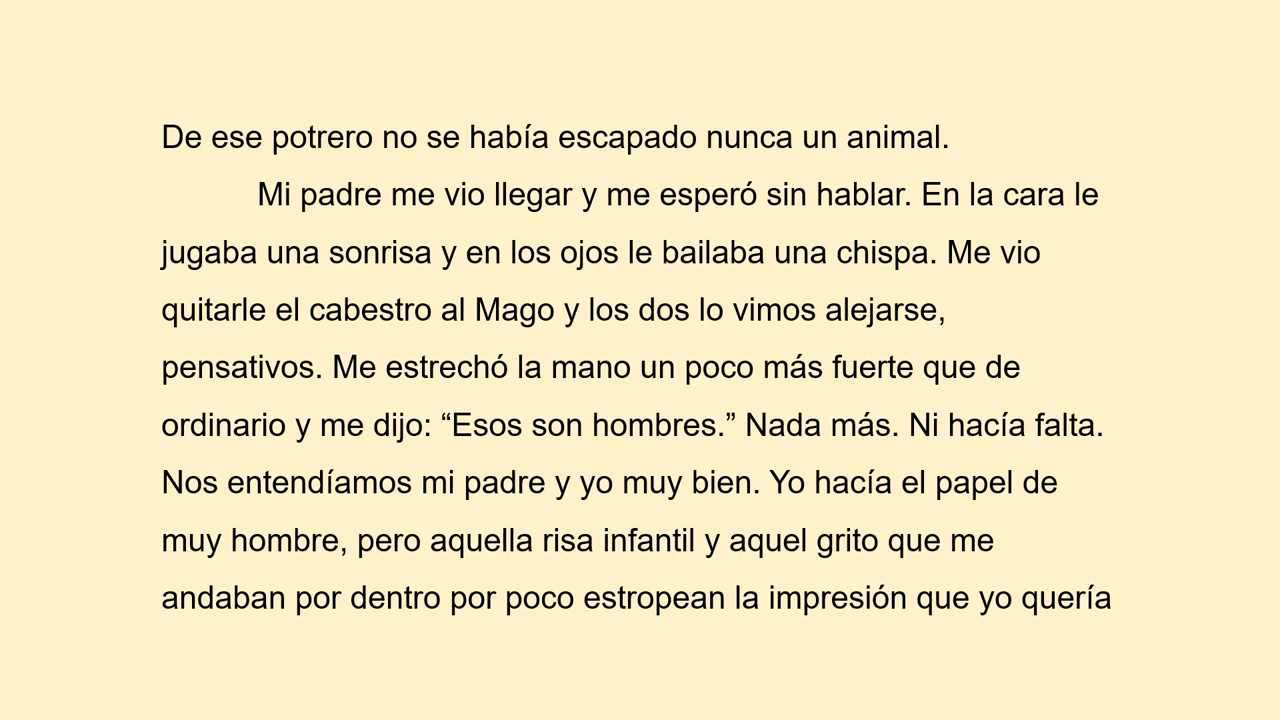 De ese potrero no se había escapado nunca un animal.
Mi padre me vio llegar y me esperó sin hablar. En la cara le
jugaba una sonrisa y en los ojos le bailaba una chispa. Me vio
quitarle el cabestro al Mago y los dos lo vimos alejarse,
pensativos. Me estrechó la mano un poco más fuerte que de
ordinario y me dijo: “Esos son hombres.” Nada más. Ni hacía falta.
Nos entendíamos mi padre y yo muy bien. Yo hacía el papel de
muy hombre, pero aquella risa infantil y aquel grito que me
andaban por dentro por poco estropean la impresión que yo quería